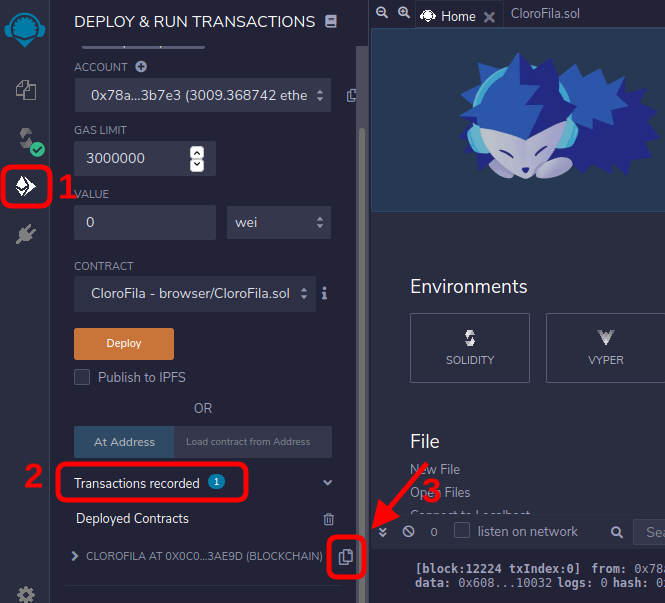 DEPLOY & RUN TRANSACTIONS
ACCOUNT
0x78a...3b7e3 (3009.368742 ethe
GAS LIMIT
3000000
1
VALUE
0
wei
CONTRACT
CloroFila - browser/CloroFila.sol
i
Deploy
Publish to IPFS
OR
At Address
Load contract from Address
2
Transactions recorded 1
Deployed Contracts
CLOROFILA AT 0X0C0...3AE9D (BLOCKCHAIN)
Home
CloroFila.sol
Environments
SOLIDITY
VYPER
File
New File
Open Files
Connect to Localhost
3
0
listen on network
Sea
[block:12224 txIndex:0] from: 0x78a
data: 0x608...10032 logs: 0 hash: 0x